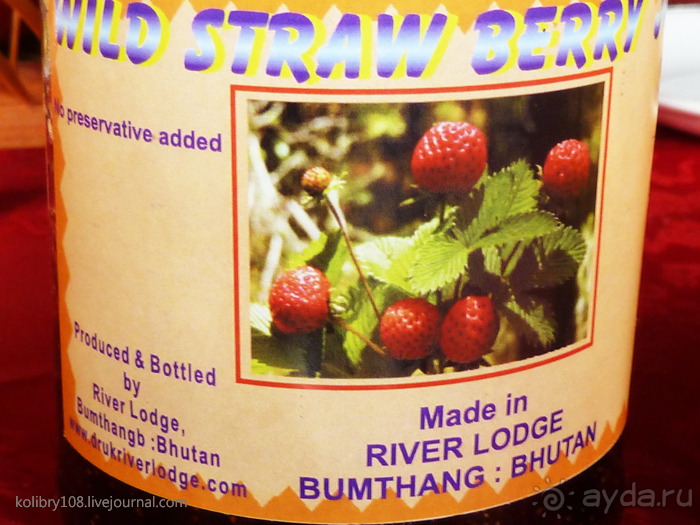 WILD STRAW BERRY
No preservative added
Produced & Bottled
by
River Lodge,
Bumthangb :Bhutan
www.drukriverlodge.com
Made in
RIVER LODGE
BUMTHANG : BHUTAN
kolibry108.livejournal.com
ayda.ru